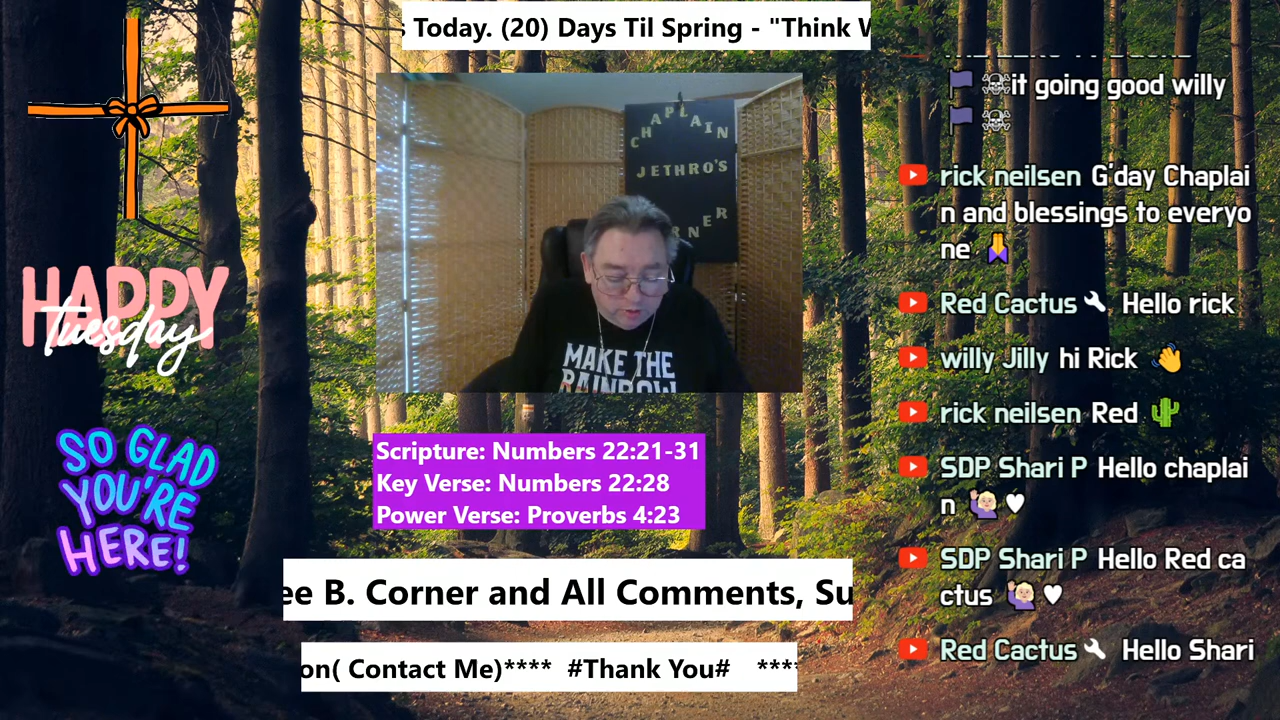 Today. (20) Days Til Spring - "Think
CHAPLAIN
JETHRO'S
RNER
MAKE THE
RAINBOW
HAPPY
tuesday
SO GLAD
YOU'RE
HERE!
Scripture: Numbers 22:21-31
Key Verse: Numbers 22:28
Power Verse: Proverbs 4:23
ee B. Corner and All Comments, Su
on( Contact Me)**** #Thank You# ****
it going good willy
rick neilsen G'day Chaplai
n and blessings to everyo
ne
Red Cactus Hello rick
willy Jilly hi Rick
rick neilsen Red
SDP Shari P Hello chaplai
n
SDP Shari P Hello Red ca
ctus
Red Cactus Hello Shari